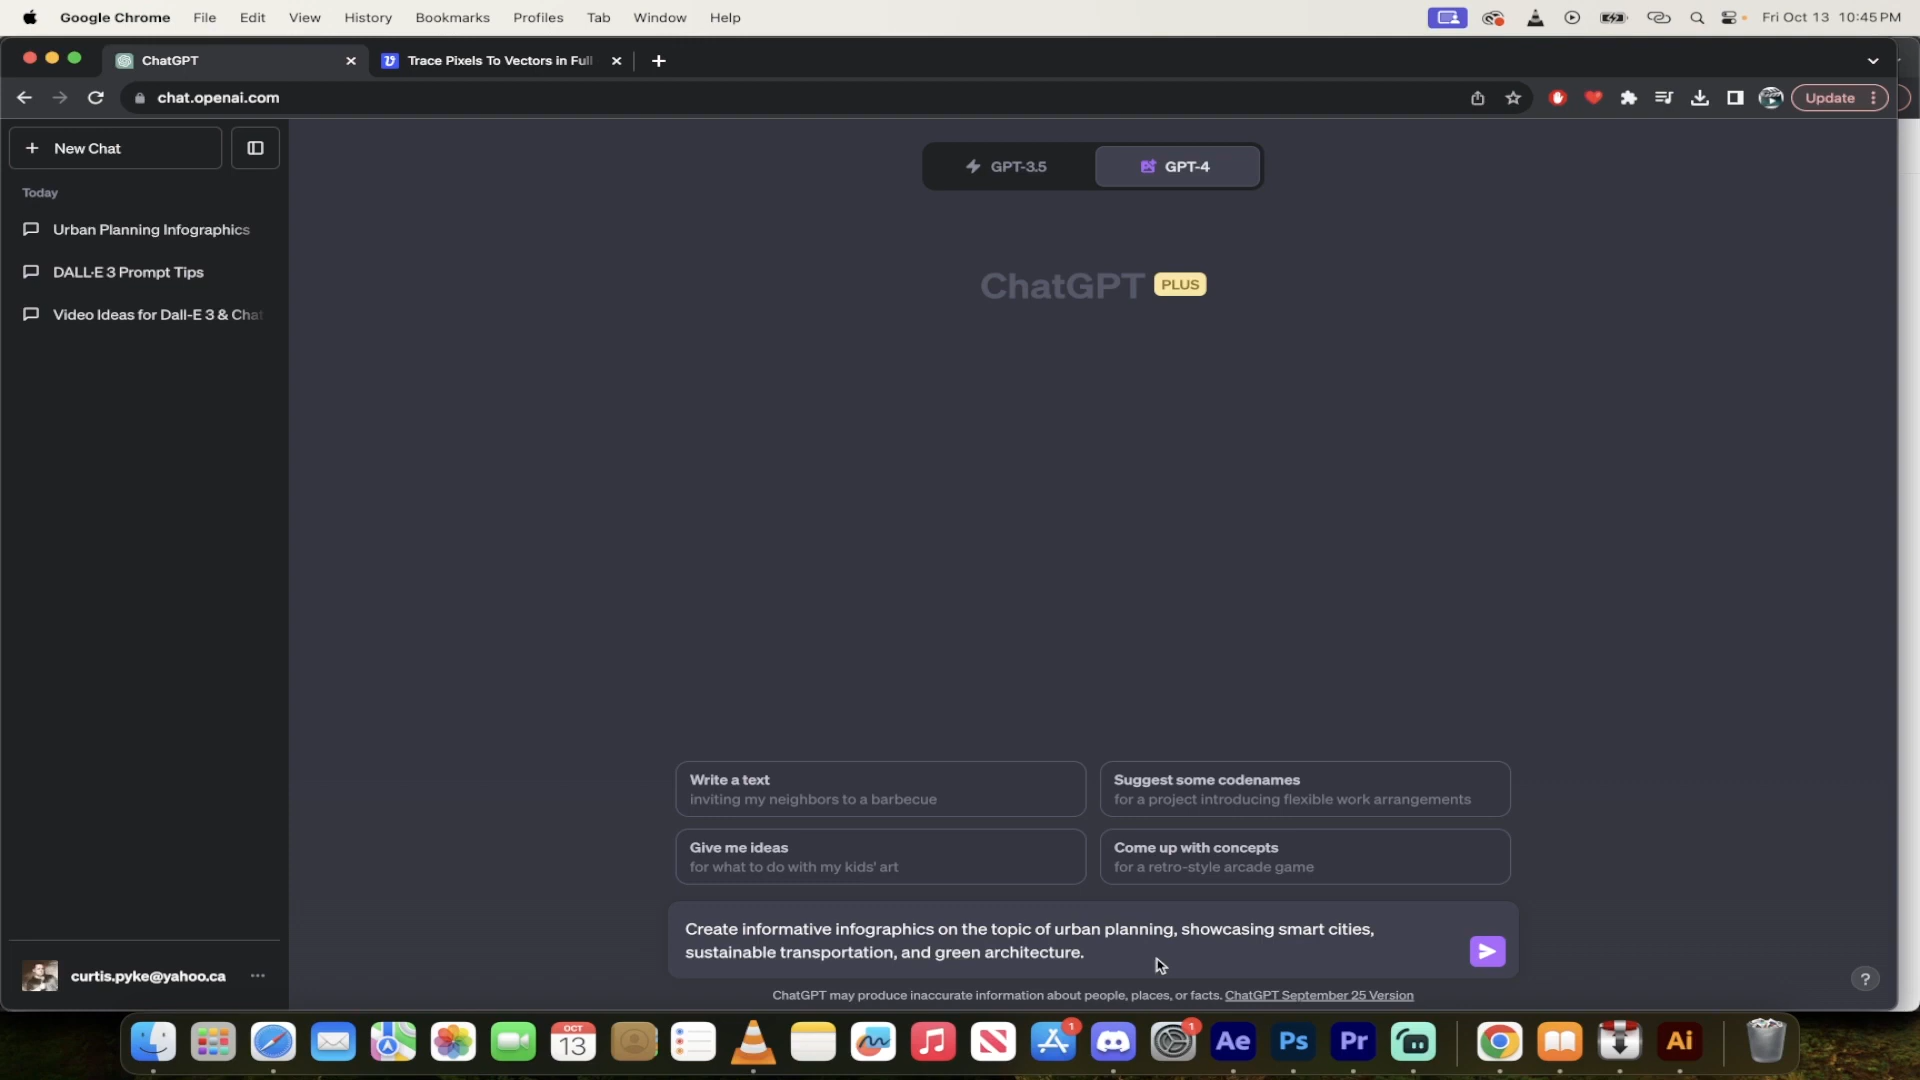 Google Chrome File Edit View History Bookmarks Profiles Tab Window Help Fri Oct 13 10:45 PM
ChatGPT
Trace Pixels To Vectors in Full
chat.openai.com
Update
New Chat
Today
Urban Planning Infographics
DALL·E 3 Prompt Tips
Video Ideas for Dall-E 3 & Chat
curtis.pyke@yahoo.ca
GPT-3.5
GPT-4
ChatGPT PLUS
Write a text
inviting my neighbors to a barbecue
Suggest some codenames
for a project introducing flexible work arrangements
Give me ideas
for what to do with my kids' art
Come up with concepts
for a retro-style arcade game
Create informative infographics on the topic of urban planning, showcasing smart cities,
sustainable transportation, and green architecture.
ChatGPT may produce inaccurate information about people, places, or facts. ChatGPT September 25 Version
?
OCT
13
1
1
Ae
Ps
Pr
Ai